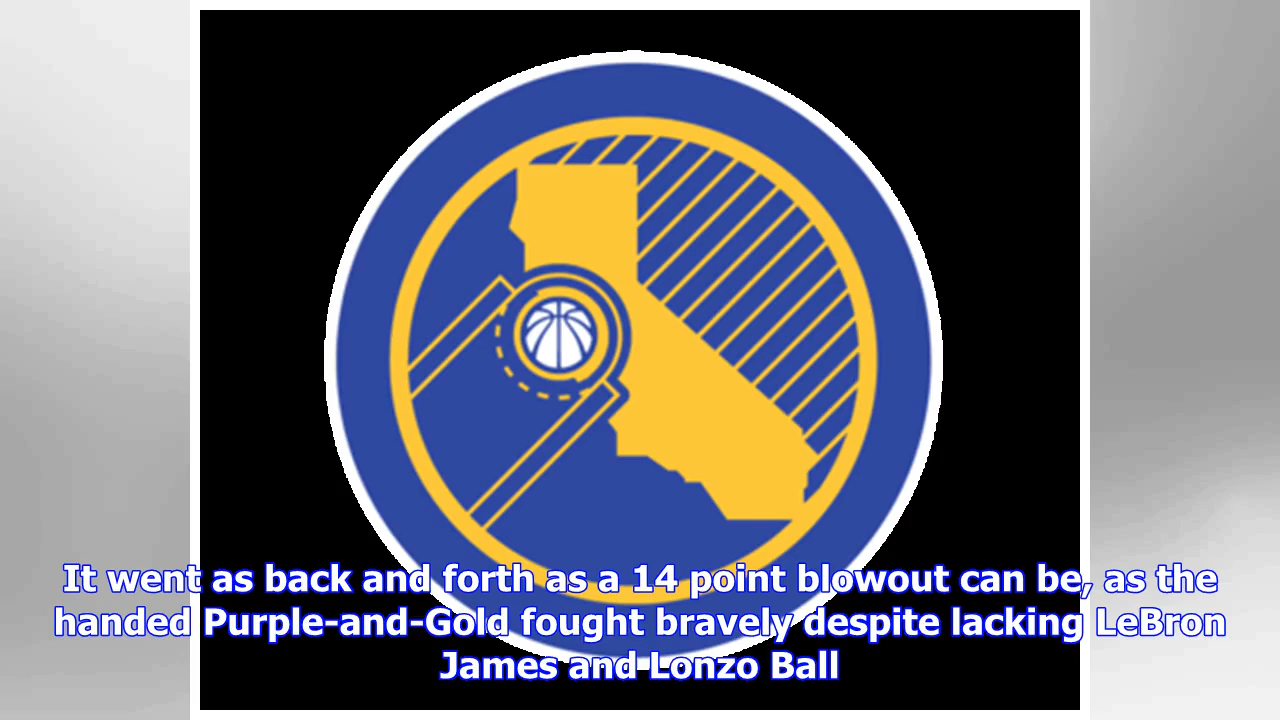 It went as back and forth as a 14 point blowout can be, as the
handed Purple-and-Gold fought bravely despite lacking LeBron
James and Lonzo Ball